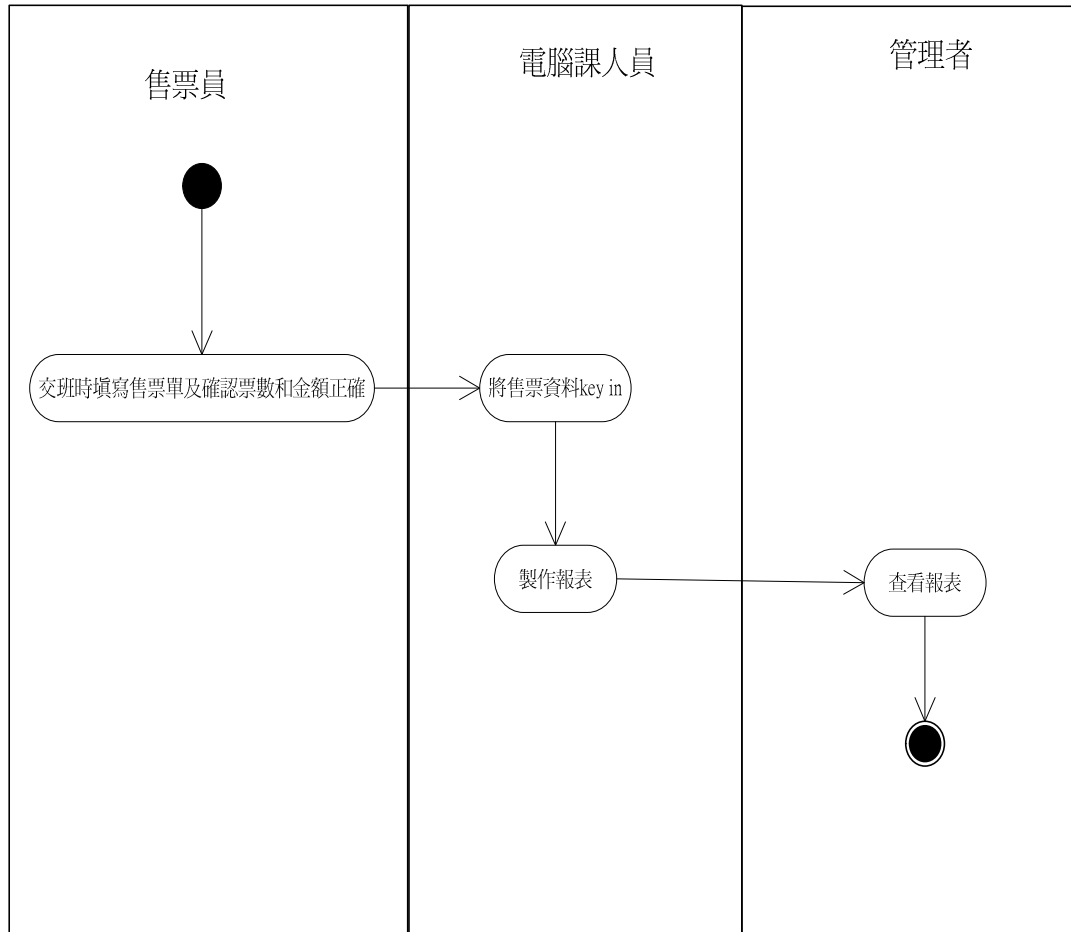 售票員
電腦課人員
管理者
交班時填寫售票單及確認票數和金額正確
將售票資料key in
製作報表
查看報表